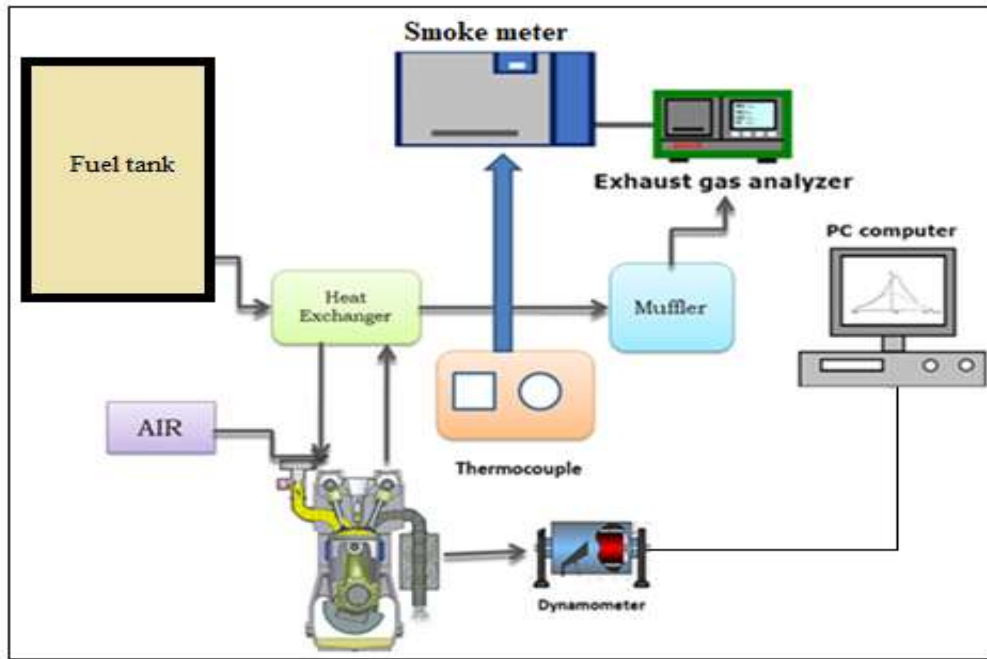 Smoke meter
Fuel tank
Exhaust gas analyzer
PC computer
Heat
Exchanger
Muffler
AIR
Thermocouple
Dynamometer